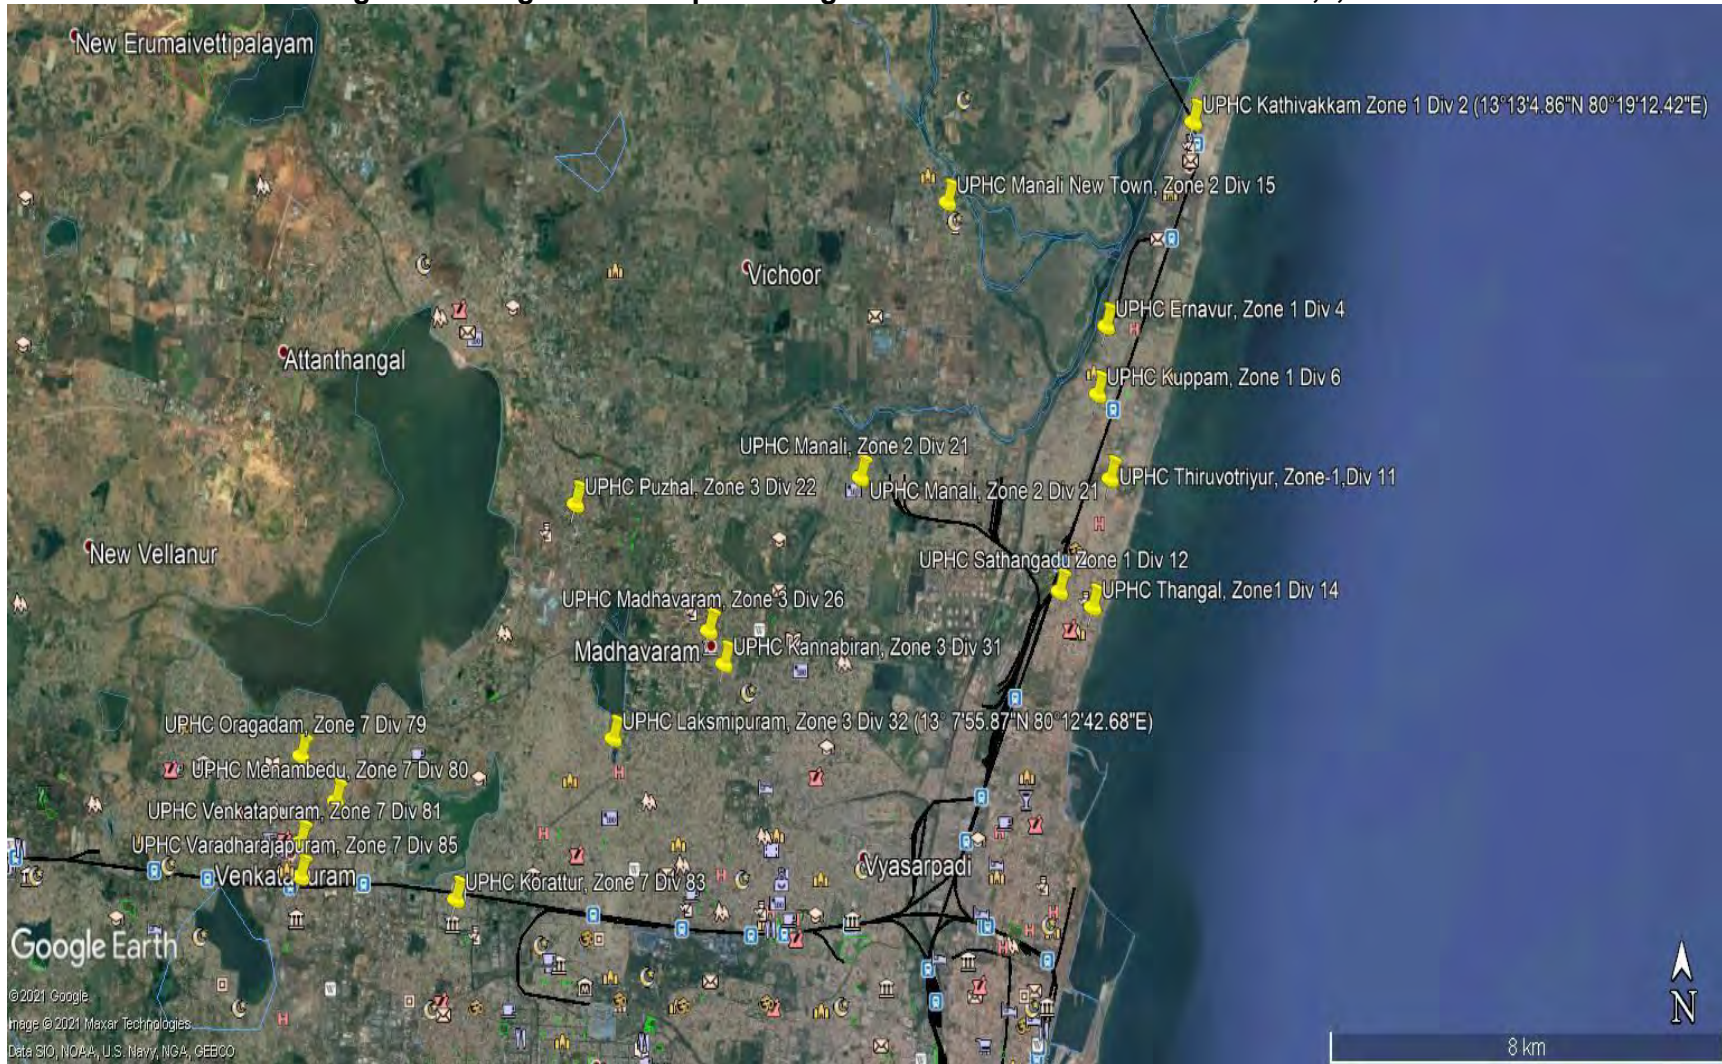 New Erumaivettipalayam
UPHC Kathivakkam Zone 1 Div 2 (13°13'4.86"N 80°19'12.42"E)
UPHC Manali New Town, Zone 2 Div 15
Vichoor
UPHC Ernavur, Zone 1 Div 4
Attanthangal
UPHC Kuppam, Zone 1 Div 6
UPHC Manali, Zone 2 Div 21
UPHC Thiruvotriyur, Zone-1,Div 11
UPHC Puzhal, Zone 3 Div 22
UPHC Manali, Zone 2 Div 21
New Vellanur
UPHC Sathangadu Zone 1 Div 12
UPHC Thangal, Zone1 Div 14
UPHC Madhavaram, Zone 3 Div 26
UPHC Kannabiran, Zone 3 Div 31
Madhavaram
UPHC Laksmipuram, Zone 3 Div 32 (13° 7'55.87"N 80°12'42.68"E)
UPHC Oragadam, Zone 7 Div 79
UPHC Menambedu, Zone 7 Div 80
UPHC Venkatapuram, Zone 7 Div 81
UPHC Varadharajapuram, Zone 7 Div 85
Vyasarpadi
Venkatapuram
UPHC Korattur, Zone 7 Div 83
Google Earth
©2021 Google
Image © 2021 Maxar Technologies
Data SIO, NOAA, U.S. Navy, NGA, GEBCO
N
8 km